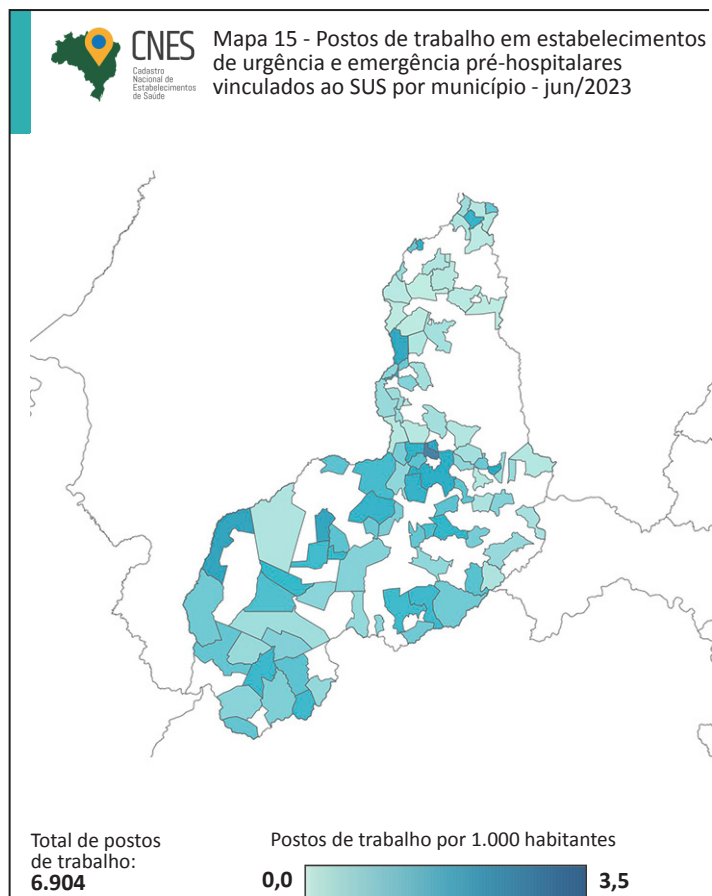 CNES
Cadastro
Nacional de
Estabelecimentos
de Saúde
Mapa 15 - Postos de trabalho em estabelecimentos
de urgência e emergência pré-hospitalares
vinculados ao SUS por município - jun/2023
Total de postos
de trabalho:
6.904
Postos de trabalho por 1.000 habitantes
0,0 3,5